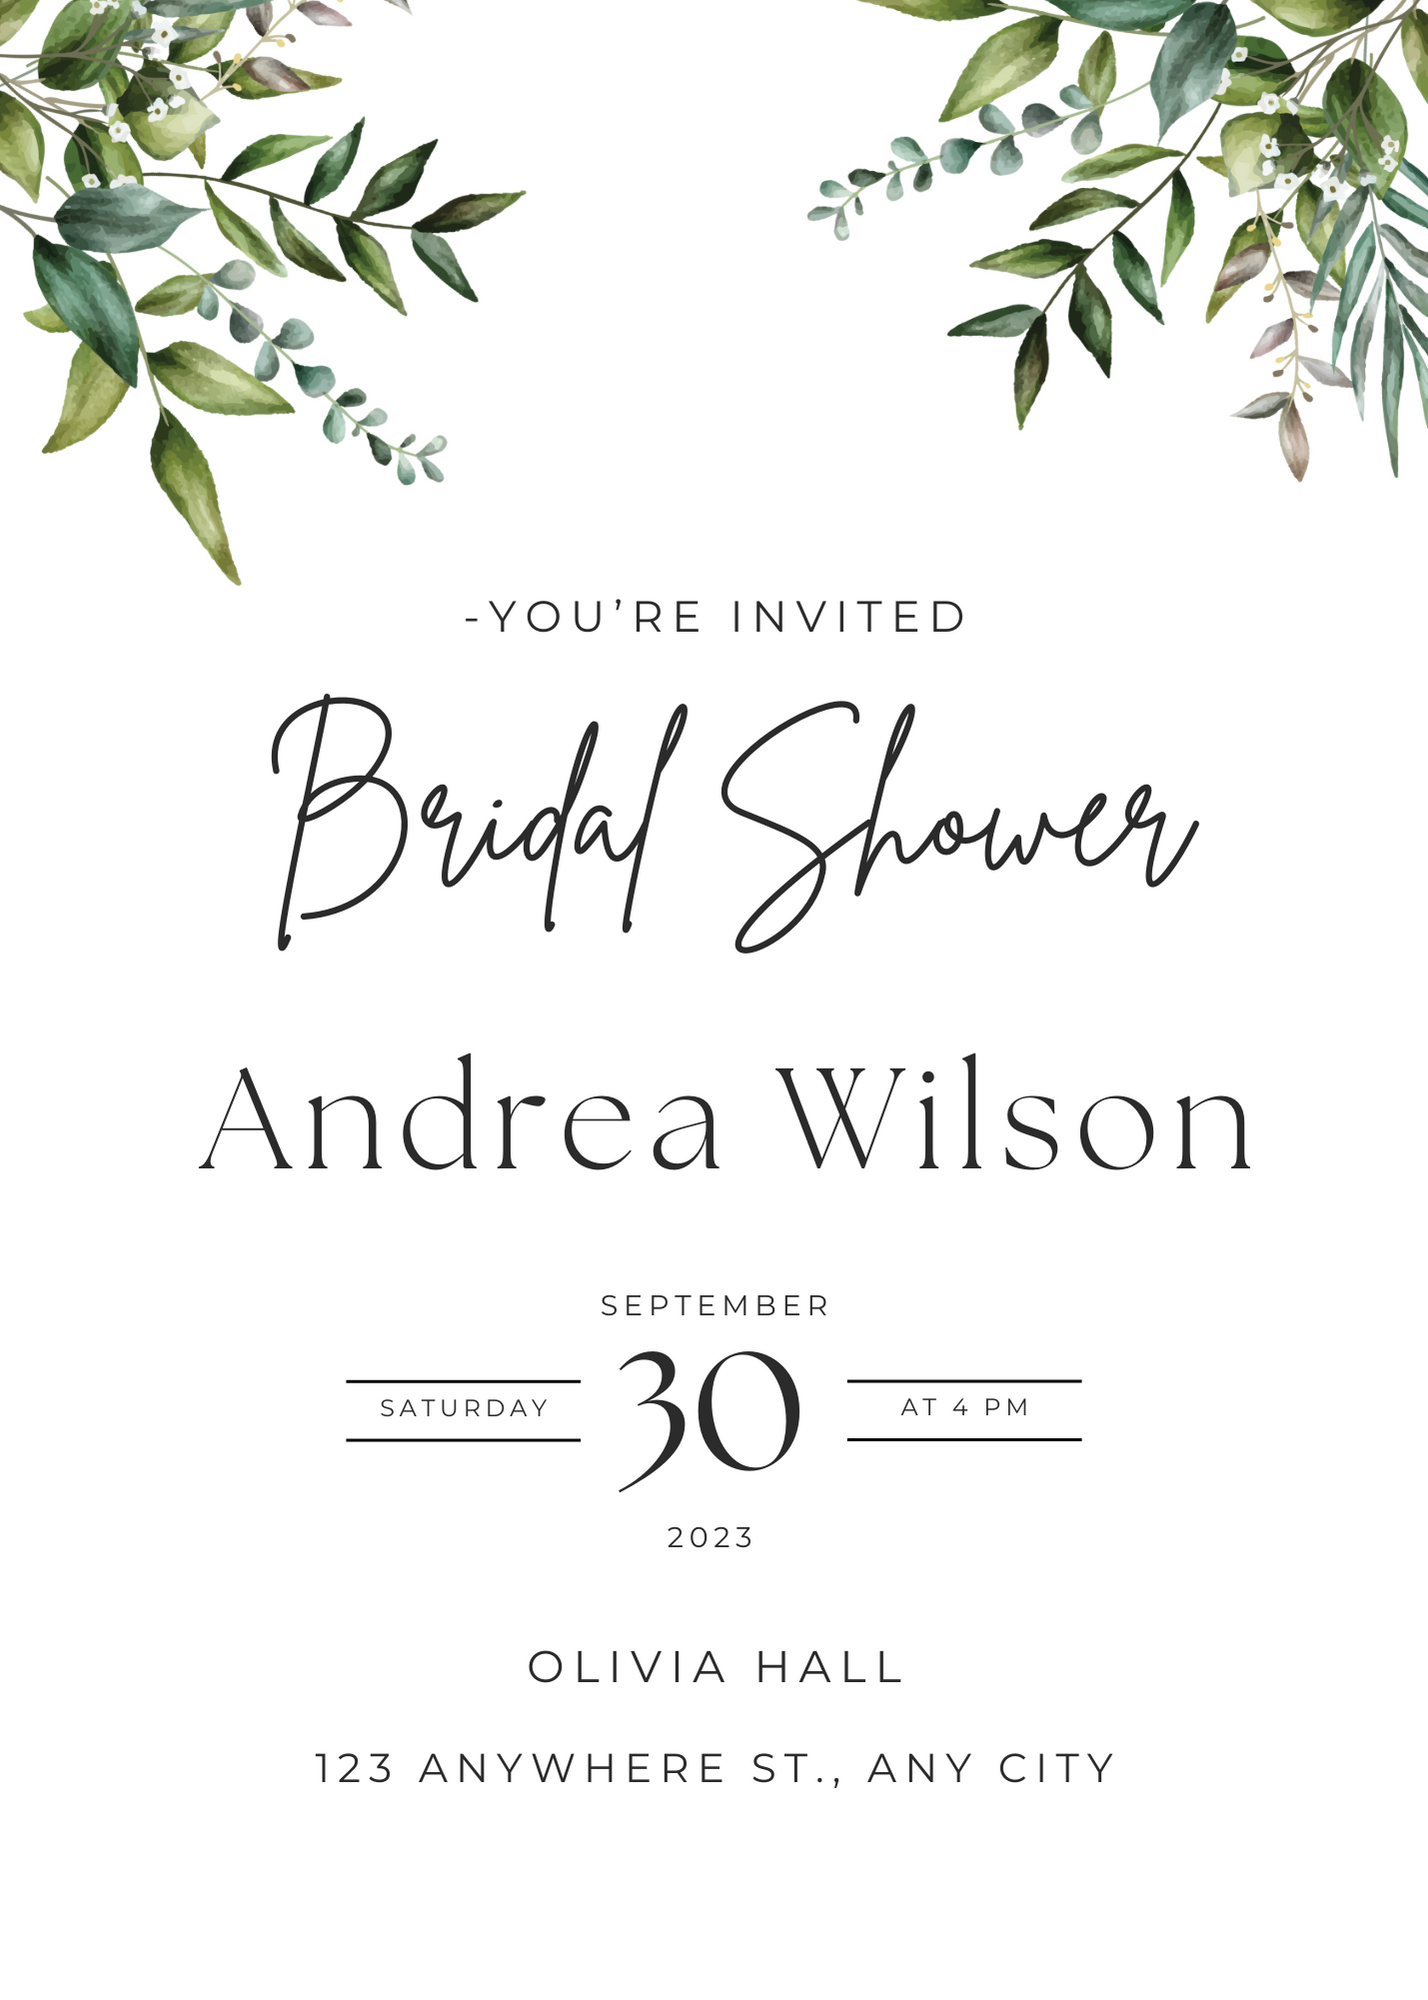 -YOU’RE INVITED
Bridal Shower
Andrea Wilson
SEPTEMBER
SATURDAY 30 AT 4 PM
2023
OLIVIA HALL
123 ANYWHERE ST., ANY CITY